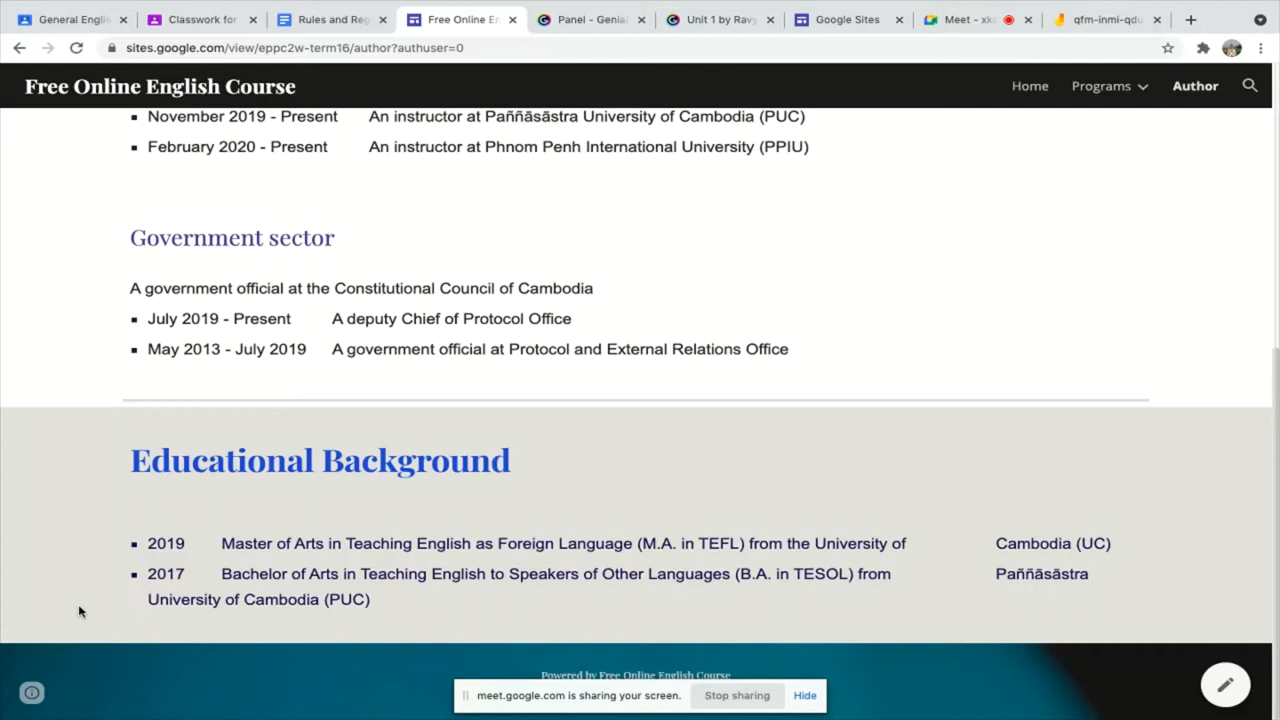 General Englis
Classwork for
Rules and Reg
Free Online En
Panel - Genial
Unit 1 by Ravy
Google Sites
Meet - xk
qfm-inmi-qdu
sites.google.com/view/eppc2w-term16/author?authuser=0
Free Online English Course
Home
Programs
Author
November 2019 - Present An instructor at Paññāsāstra University of Cambodia (PUC)
February 2020 - Present An instructor at Phnom Penh International University (PPIU)
Government sector
A government official at the Constitutional Council of Cambodia
July 2019 - Present A deputy Chief of Protocol Office
May 2013 - July 2019 A government official at Protocol and External Relations Office
Educational Background
2019 Master of Arts in Teaching English as Foreign Language (M.A. in TEFL) from the University of Cambodia (UC)
2017 Bachelor of Arts in Teaching English to Speakers of Other Languages (B.A. in TESOL) from Paññāsāstra
University of Cambodia (PUC)
Powered by Free Online English Course
meet.google.com is sharing your screen. Stop sharing Hide